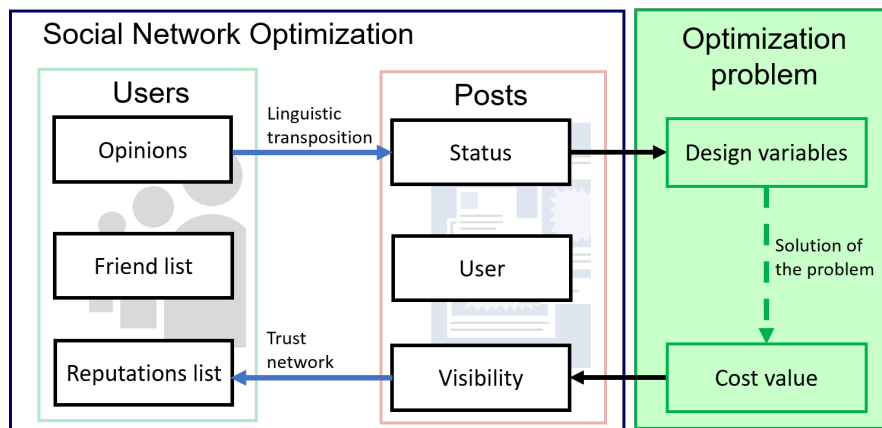 Social Network Optimization
Users
Opinions
Friend list
Reputations list
Linguistic
transposition
Trust
network
Posts
Status
User
Visibility
Optimization
problem
Design variables
Solution of
the problem
Cost value